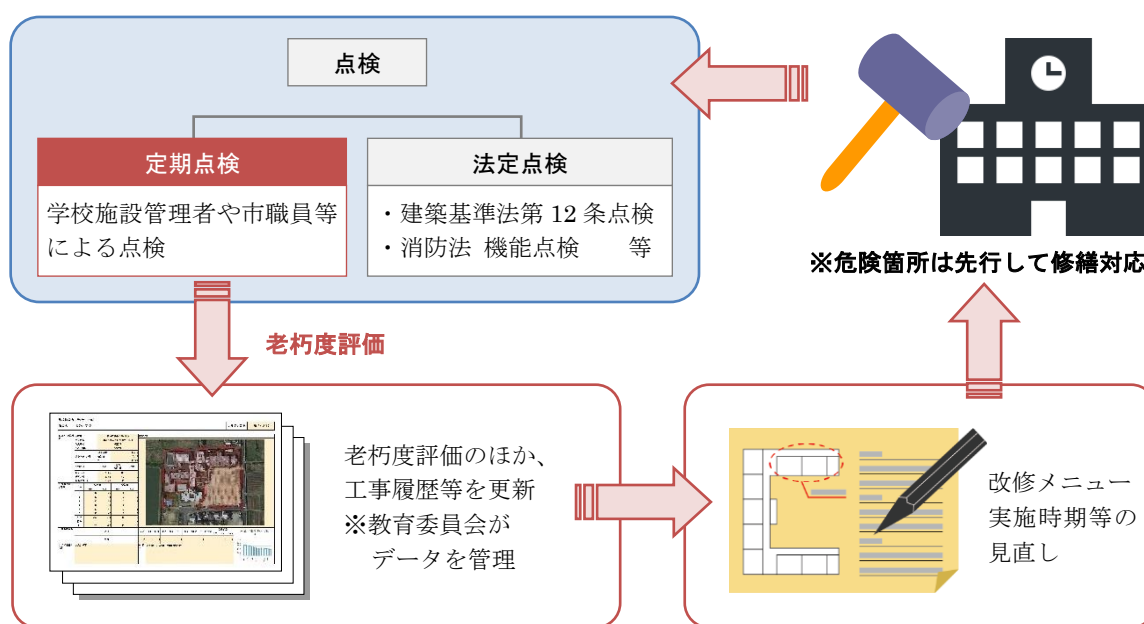 点検
定期点検
学校施設管理者や市職員等
による点検
法定点検
・建築基準法第 12 条点検
・消防法 機能点検　　等
※危険箇所は先行して修繕対応
老朽度評価
老朽度評価のほか、
工事履歴等を更新
※教育委員会が
データを管理
改修メニュー
実施時期等の
見直し